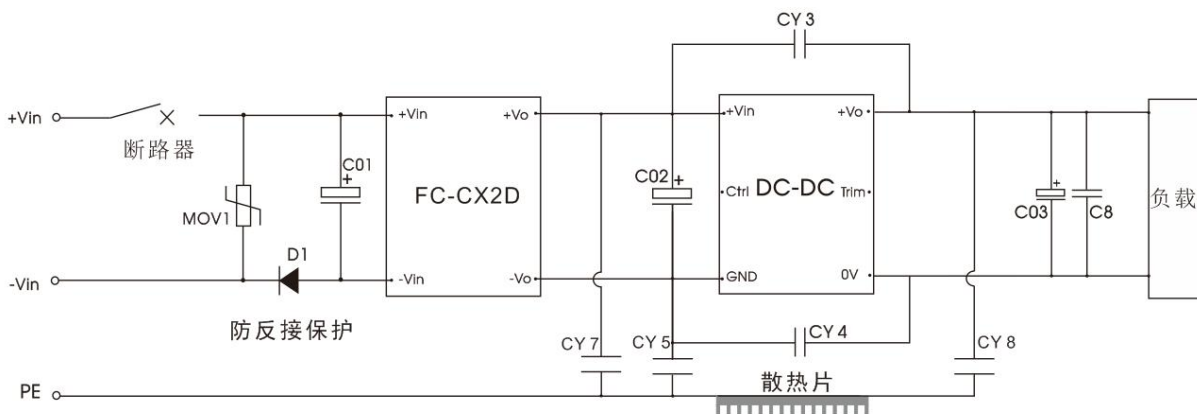 CY 3
+Vin
断路器
+Vin
+Vo
+Vin
+Vo
C01
+
MOV1
FC-CX2D
C02
+
Ctrl
DC-DC
Trim
+
C03
C8
负载
D1
-Vin
-Vin
-Vo
GND
0V
防反接保护
CY 7
CY 5
CY 4
CY 8
PE
散热片